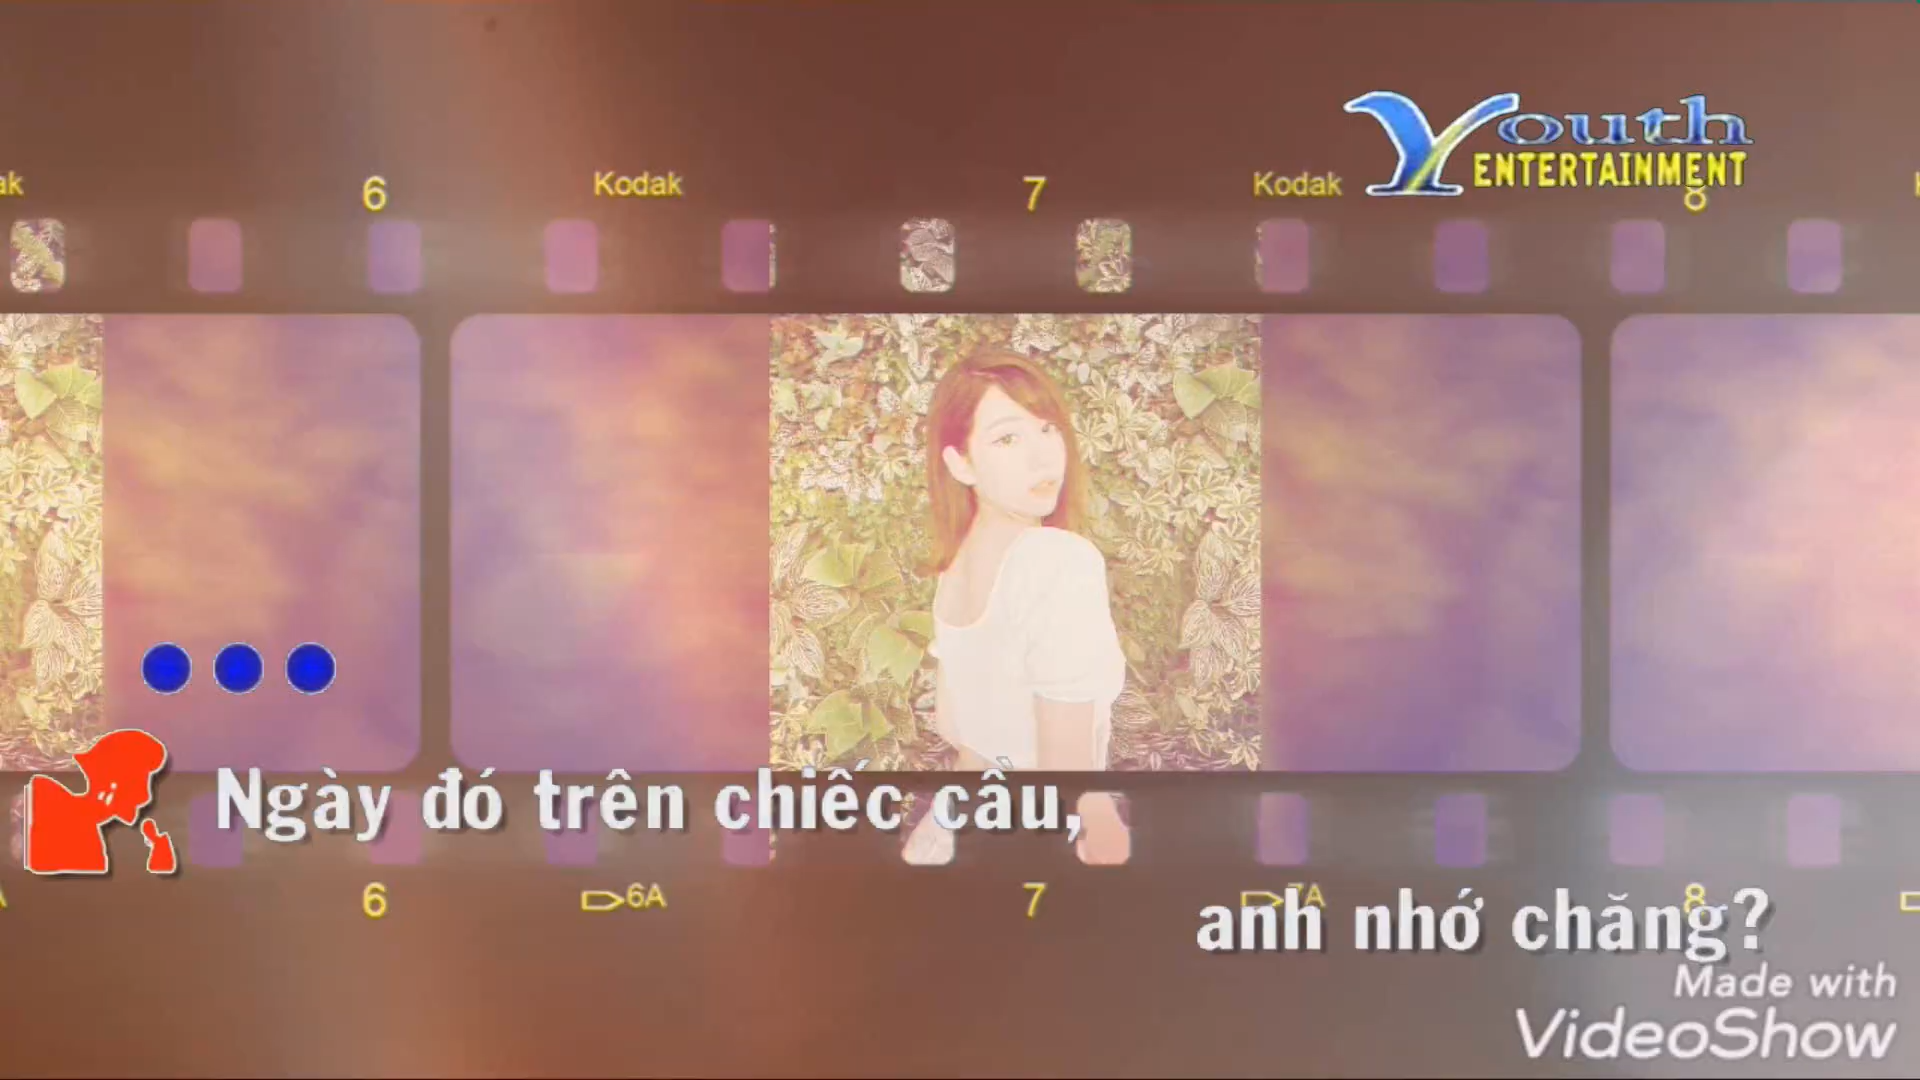 Youth
ENTERTAINMENT
ak 6 Kodak 7 Kodak 8
Ngày đó trên chiếc cầu,
6 6A 7 7A 8
anh nhớ chăng?
Made with
VideoShow